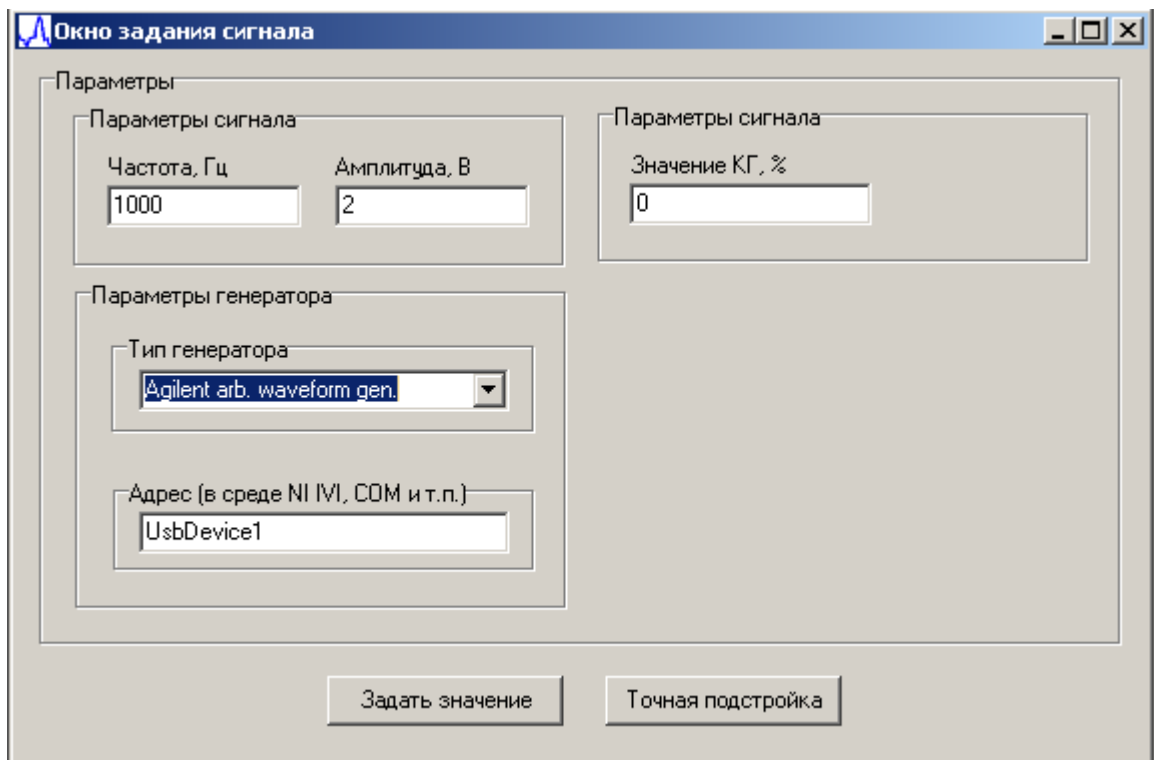 Окно задания сигнала
Параметры
Параметры сигнала
Частота, Гц
Амплитуда, В
1000
2
Параметры сигнала
Значение КГ, %
0
Параметры генератора
Тип генератора
Agilent arb. waveform gen.
Адрес (в среде NI IVI, COM и т.п.)
UsbDevice1
Задать значение
Точная подстройка